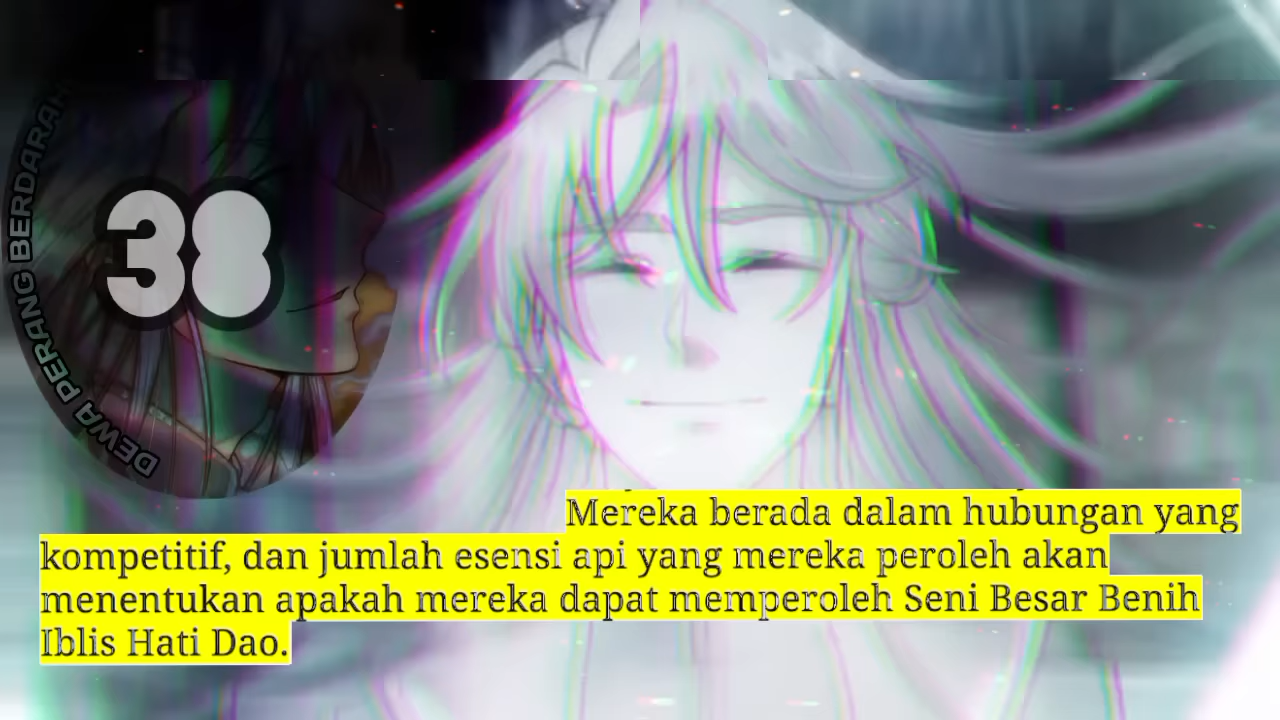 DEWA PERANG BERDARAH
38
Mereka berada dalam hubungan yang
kompetitif, dan jumlah esensi api yang mereka peroleh akan
menentukan apakah mereka dapat memperoleh Seni Besar Benih
Iblis Hati Dao.